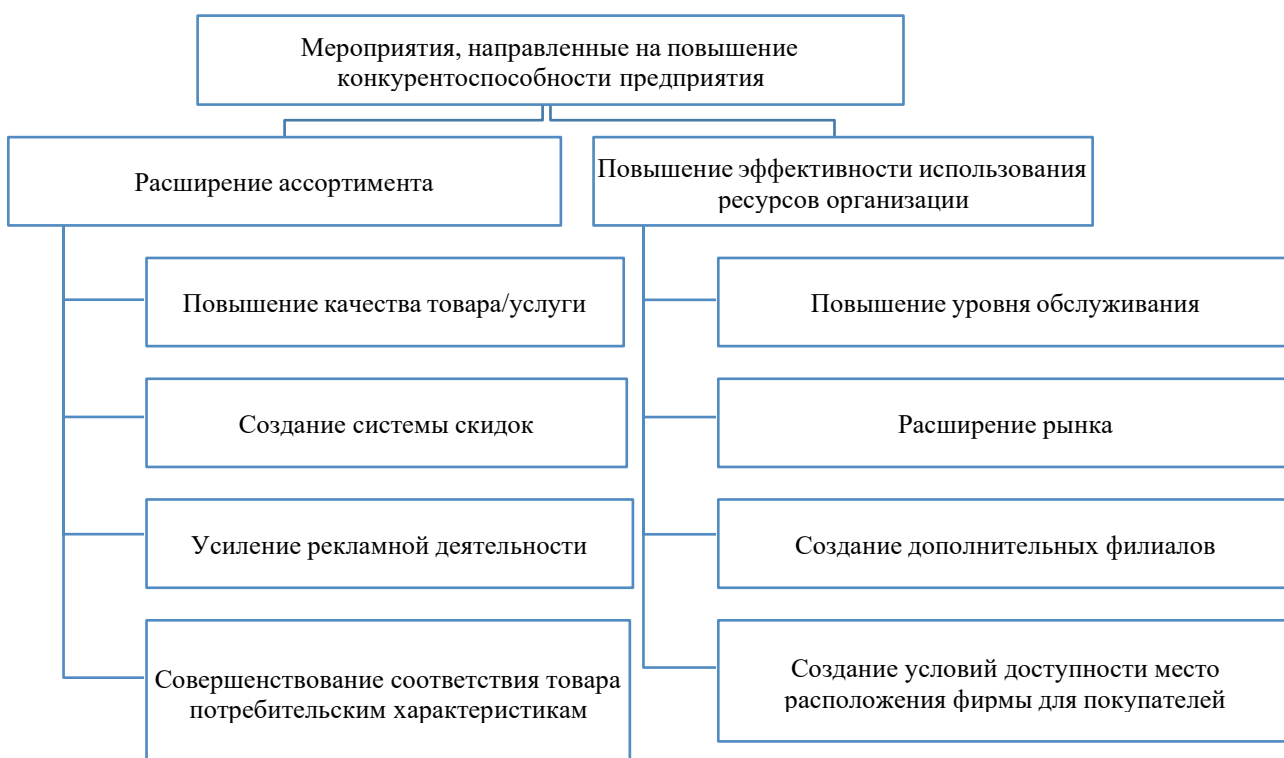 Мероприятия, направленные на повышение
конкурентоспособности предприятия
Расширение ассортимента
Повышение эффективности использования
ресурсов организации
Повышение качества товара/услуги
Создание системы скидок
Усиление рекламной деятельности
Совершенствование соответствия товара
потребительским характеристикам
Повышение уровня обслуживания
Расширение рынка
Создание дополнительных филиалов
Создание условий доступности место
расположения фирмы для покупателей